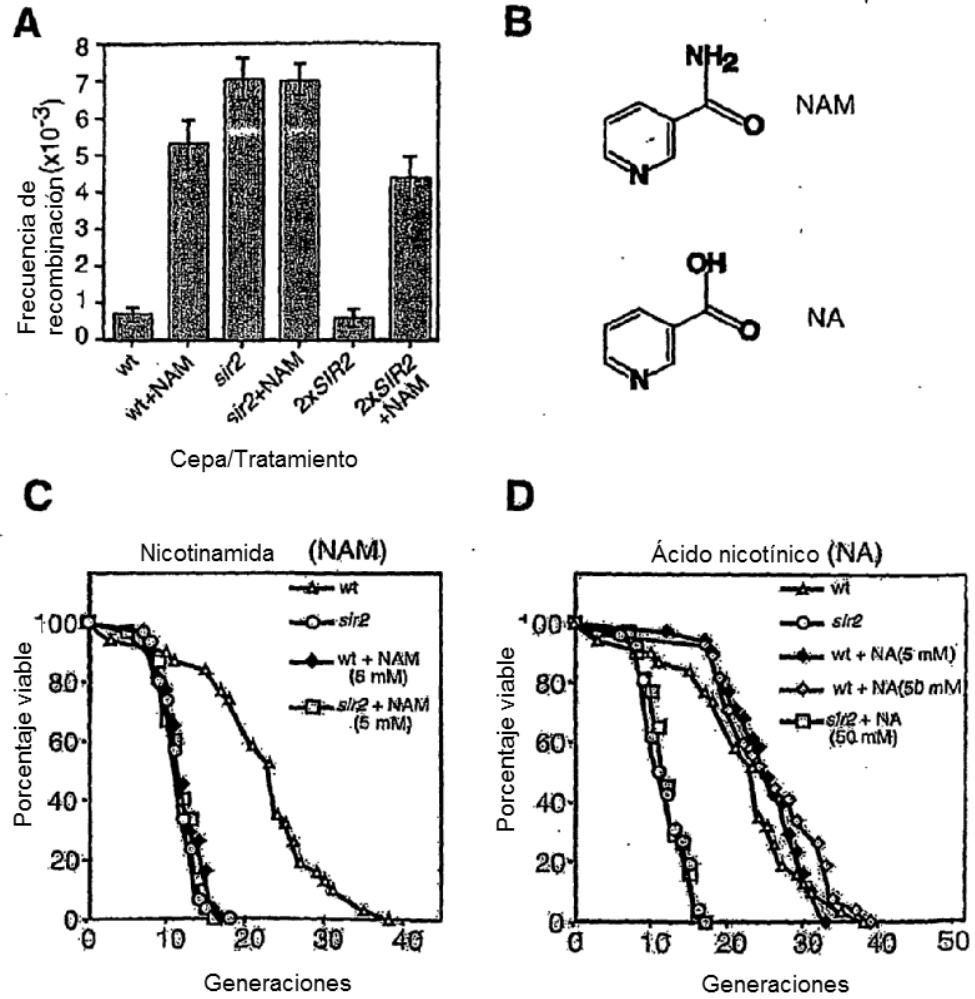 A
8
7
6
5
4
3
2
1
0
Frecuencia de
recombinación(x10-3)
wt
wt+NAM
sir2
sir2+NAM
2xSIR2
2xSIR2
+NAM
Cepa/Tratamiento
B
NH2
O
N
NAM
OH
O
N
NA
C
Nicotinamida (NAM)
wt
sir2
wt + NAM
(6 mM)
sir2 + NAM
(5 mM)
100
80
60
40
20
0
Porcentaje viable
0 10 20 30 40
Generaciones
D
Ácido nicotínico (NA)
wt
sir2
wt + NA(5 mM)
wt + NA(50 mM
sir2 + NA
(50 mM)
100
80
60
40
20
0
Porcentaje viable
0 10 20 30 40 50
Generaciones